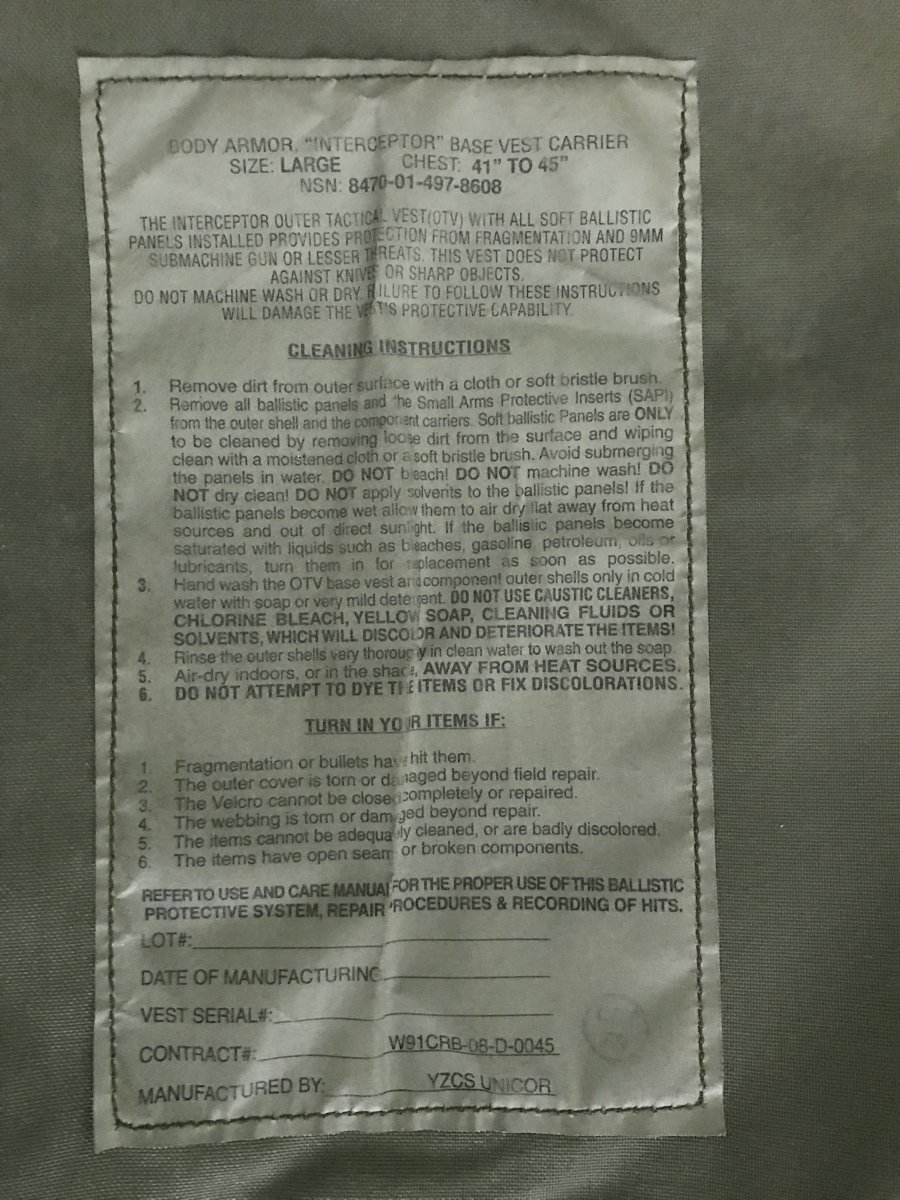 BODY ARMOR, "INTERCEPTOR" BASE VEST CARRIER
SIZE: LARGE CHEST: 41" TO 45"
NSN: 8470-01-497-8608
THE INTERCEPTOR OUTER TACTICAL VEST(OTV) WITH ALL SOFT BALLISTIC
PANELS INSTALLED PROVIDES PROTECTION FROM FRAGMENTATION AND 9MM
SUBMACHINE GUN OR LESSER THREATS. THIS VEST DOES NOT PROTECT
AGAINST KNIVES OR SHARP OBJECTS.
DO NOT MACHINE WASH OR DRY. FAILURE TO FOLLOW THESE INSTRUCTIONS
WILL DAMAGE THE VEST'S PROTECTIVE CAPABILITY.
CLEANING INSTRUCTIONS
1. Remove dirt from outer surface with a cloth or soft bristle brush.
2. Remove all ballistic panels and the Small Arms Protective Inserts (SAPI)
from the outer shell and the component carriers. Soft ballistic Panels are ONLY
to be cleaned by removing loose dirt from the surface and wiping
clean with a moistened cloth or a soft bristle brush. Avoid submerging
the panels in water. DO NOT bleach! DO NOT machine wash! DO
NOT dry clean! DO NOT apply solvents to the ballistic panels! If the
ballistic panels become wet allow them to air dry flat away from heat
sources and out of direct sunlight. If the ballistic panels become
saturated with liquids such as bleaches, gasoline, petroleum, oils or
lubricants, turn them in for replacement as soon as possible.
3. Hand wash the OTV base vest and component outer shells only in cold
water with soap or very mild detergent. DO NOT USE CAUSTIC CLEANERS,
CHLORINE BLEACH, YELLOW SOAP, CLEANING FLUIDS OR
SOLVENTS, WHICH WILL DISCOLOR AND DETERIORATE THE ITEMS!
4. Rinse the outer shells very thoroughly in clean water to wash out the soap.
5. Air-dry indoors, or in the shade, AWAY FROM HEAT SOURCES.
6. DO NOT ATTEMPT TO DYE THE ITEMS OR FIX DISCOLORATIONS.
TURN IN YOUR ITEMS IF:
1. Fragmentation or bullets have hit them.
2. The outer cover is torn or damaged beyond field repair.
3. The Velcro cannot be closed completely or repaired.
4. The webbing is torn or damaged beyond repair.
5. The items cannot be adequately cleaned, or are badly discolored.
6. The items have open seams or broken components.
REFER TO USE AND CARE MANUAL FOR THE PROPER USE OF THIS BALLISTIC
PROTECTIVE SYSTEM, REPAIR PROCEDURES & RECORDING OF HITS.
LOT#:
DATE OF MANUFACTURING
VEST SERIAL#:
CONTRACT#: W91CRB-08-D-0045
MANUFACTURED BY: YZCS UNICOR